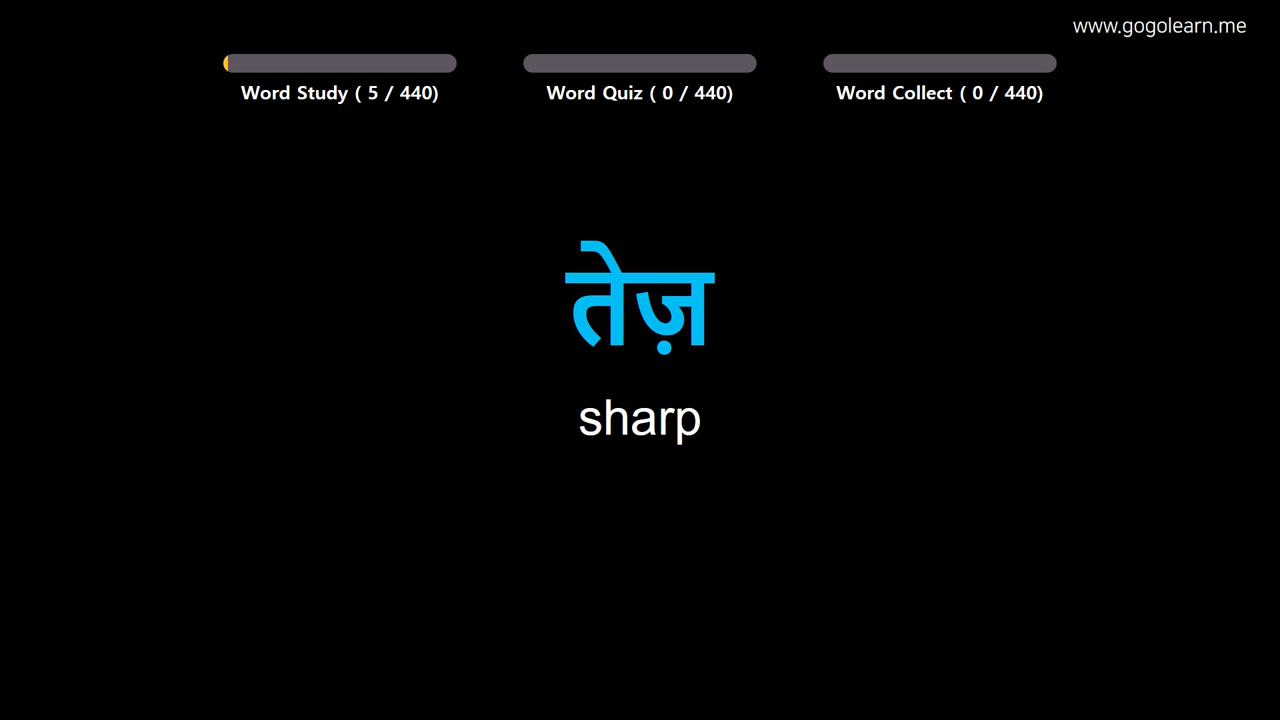 www.gogolearn.me
Word Study ( 5 / 440)
Word Quiz ( 0 / 440)
Word Collect ( 0 / 440)
तेज़
sharp